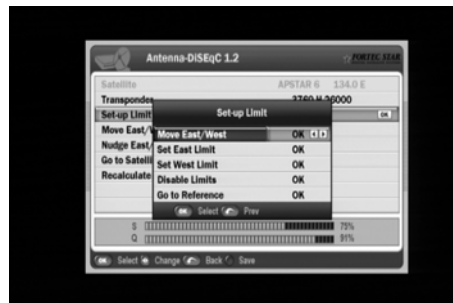 Antenna-DiSEqC 1.2
FORTEC STAR
Satellite APSTAR 6 134.0 E
Transponder 3760 H 26000
Set-up Limit OK
Set-up Limit
Move East/W
Move East/West OK
Nudge East/
Set East Limit OK
Go to Satelli
Set West Limit OK
Recalculate
Disable Limits OK
Go to Reference OK
OK Select Prev
S 75%
Q 91%
OK Select Change Back Save